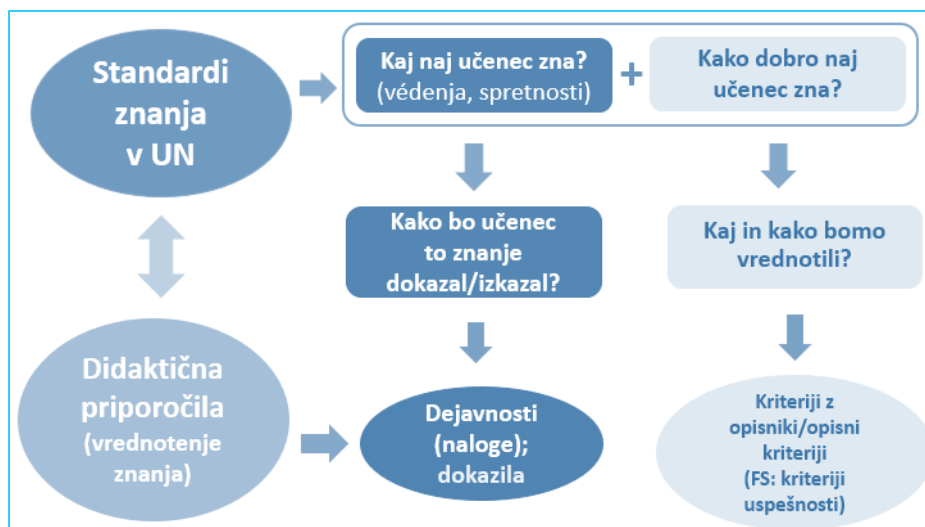 Standardi
znanja
v UN
Kaj naj učenec zna?
(védenja, spretnosti)
+
Kako dobro naj
učenec zna?
Kako bo učenec
to znanje
dokazal/izkazal?
Kaj in kako bomo
vrednotili?
Didaktična
priporočila
(vrednotenje
znanja)
Dejavnosti
(naloge);
dokazila
Kriteriji z
opisniki/opisni
kriteriji
(FS: kriteriji
uspešnosti)